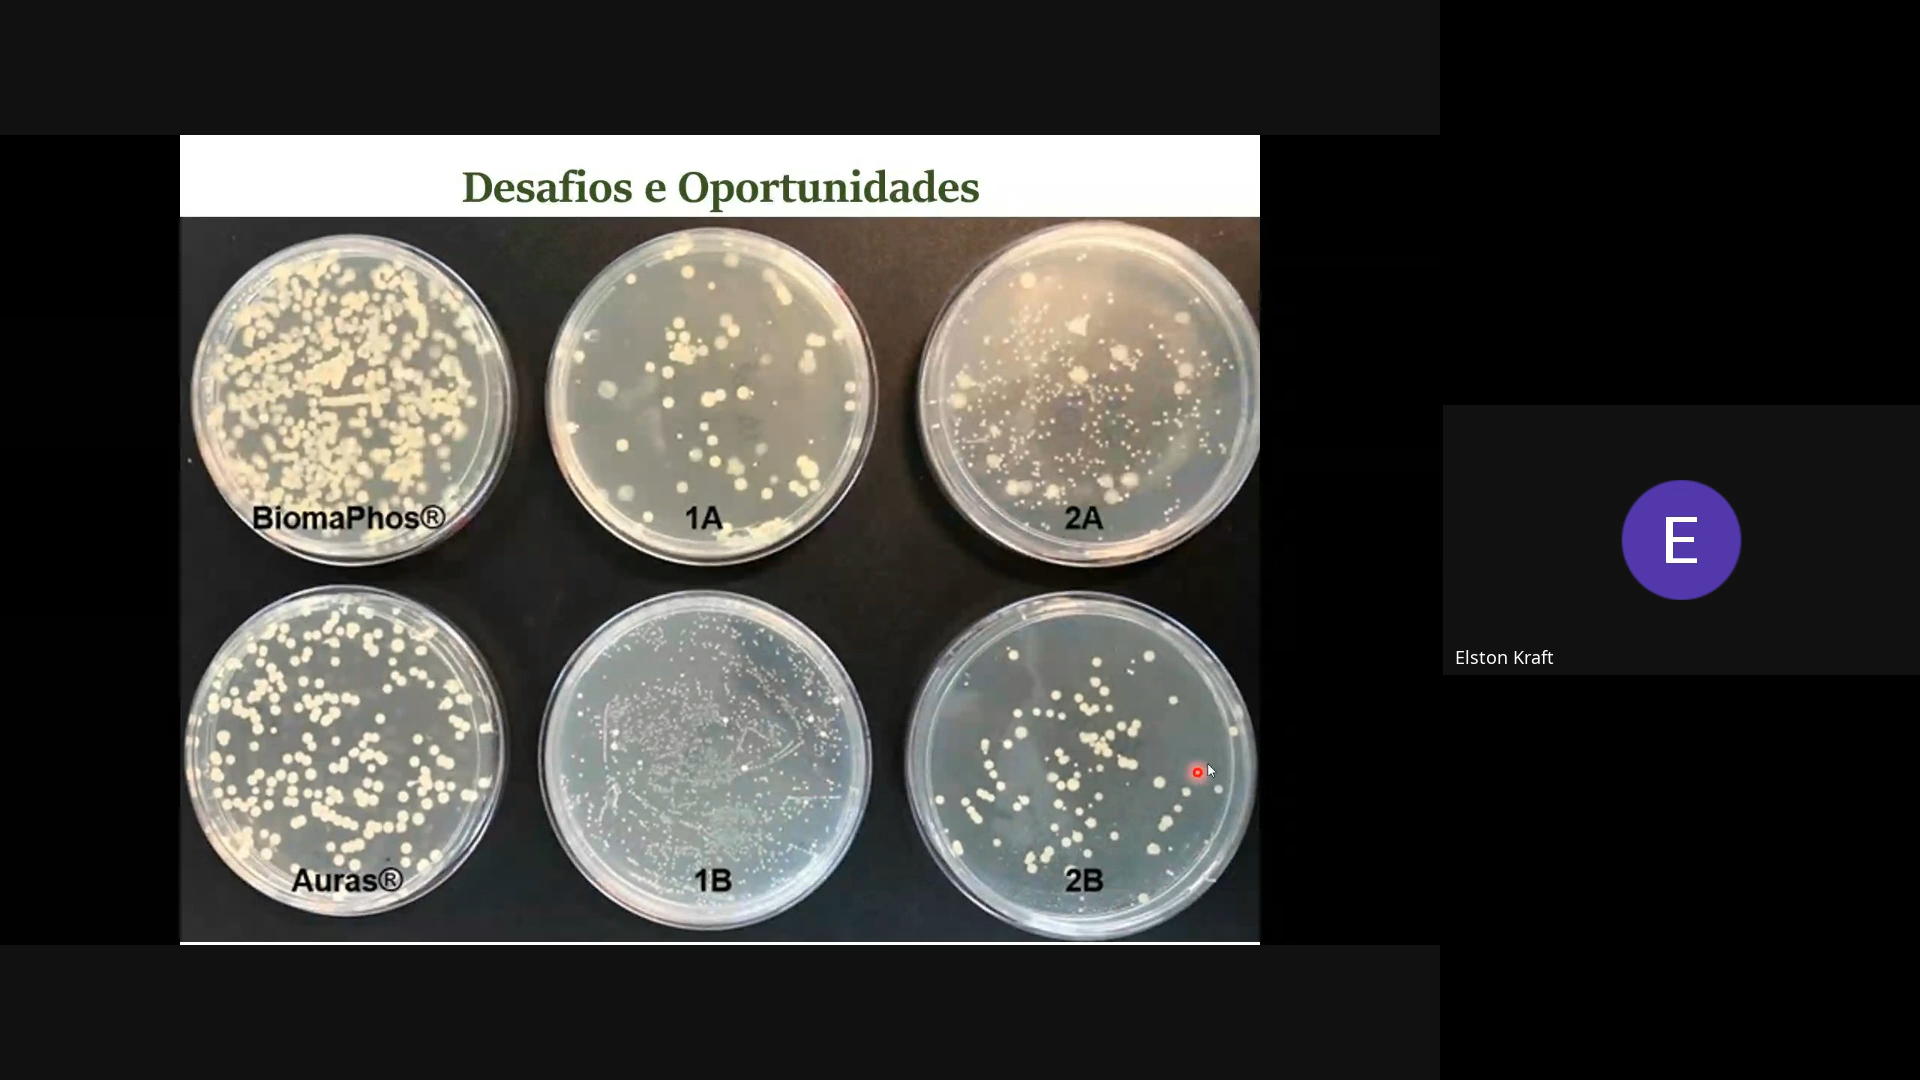 Desafios e Oportunidades
BiomaPhos®
1A
2A
Auras®
1B
2B
E
Elston Kraft